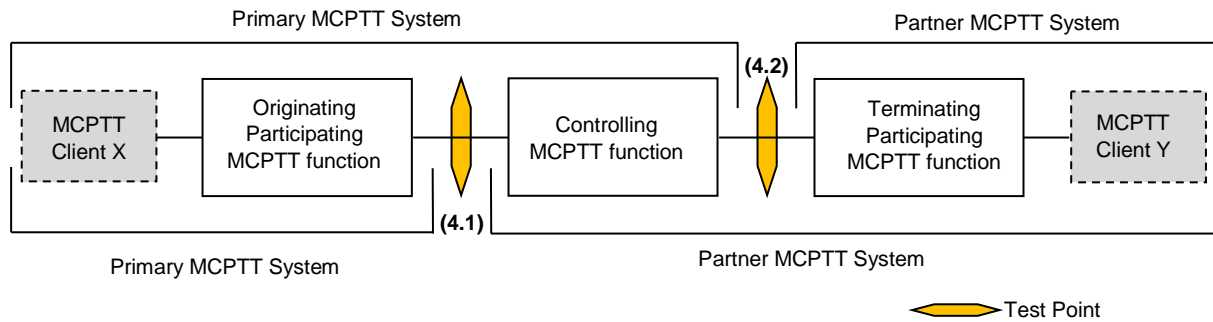 Primary MCPTT System
Partner MCPTT System
(4.2)
MCPTT
Client X
Originating
Participating
MCPTT function
Controlling
MCPTT function
Terminating
Participating
MCPTT function
MCPTT
Client Y
(4.1)
Primary MCPTT System
Partner MCPTT System
Test Point